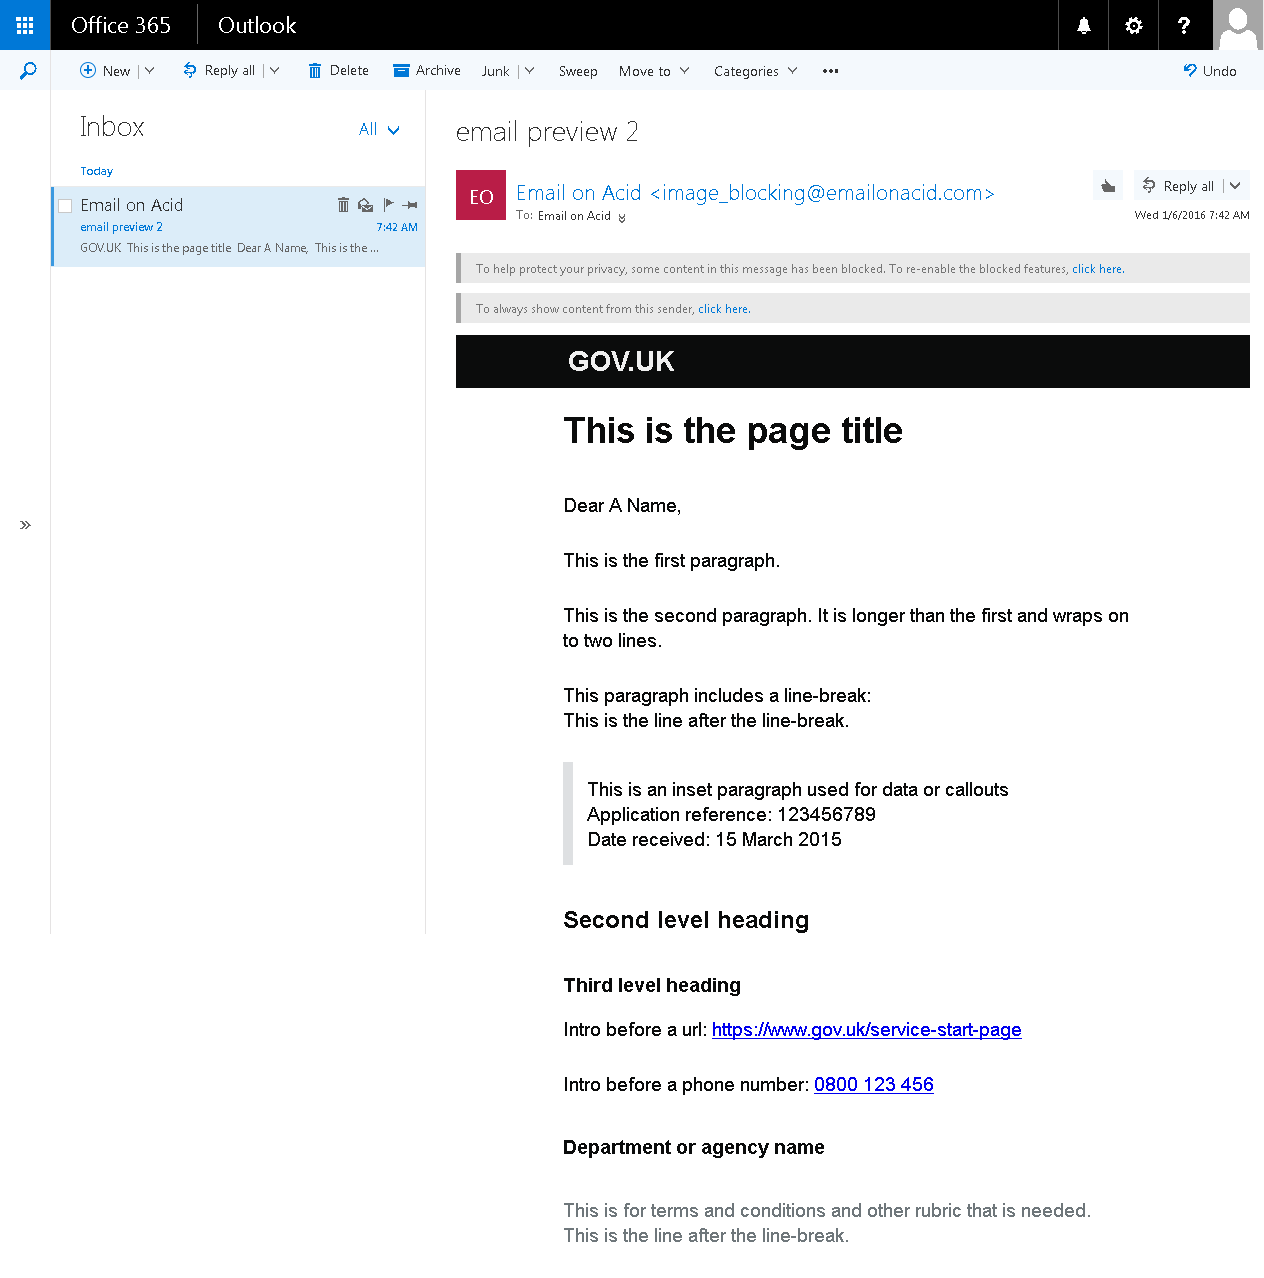 Office 365
Outlook
?
New
Reply all
Delete
Archive
Junk
Sweep
Move to
Categories
•••
Undo
Inbox
All
Today
Email on Acid
email preview 2
7:42 AM
GOV.UK This is the page title Dear A Name, This is the ...
email preview 2
EO
Email on Acid <image_blocking@emailonacid.com>
To: Email on Acid
Reply all
Wed 1/6/2016 7:42 AM
To help protect your privacy, some content in this message has been blocked. To re-enable the blocked features, click here.
To always show content from this sender, click here.
GOV.UK
This is the page title
Dear A Name,
This is the first paragraph.
This is the second paragraph. It is longer than the first and wraps on
to two lines.
This paragraph includes a line-break:
This is the line after the line-break.
This is an inset paragraph used for data or callouts
Application reference: 123456789
Date received: 15 March 2015
Second level heading
Third level heading
Intro before a url: https://www.gov.uk/service-start-page
Intro before a phone number: 0800 123 456
Department or agency name
This is for terms and conditions and other rubric that is needed.
This is the line after the line-break.